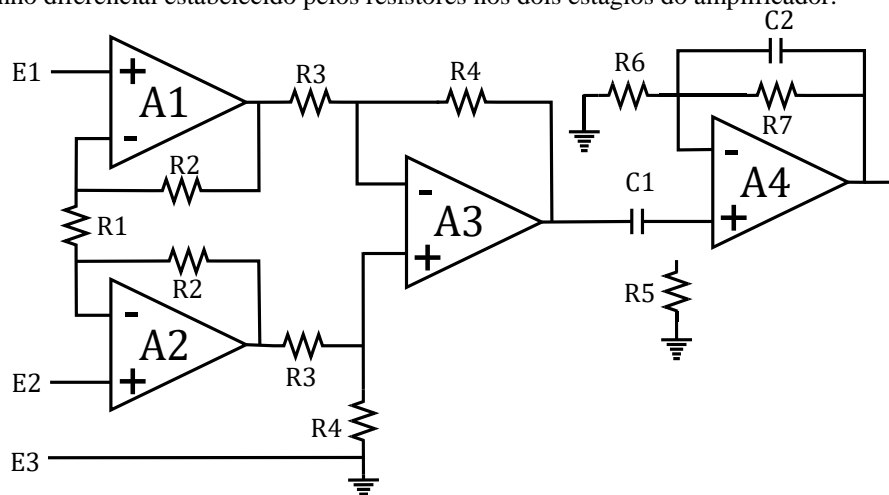 diferencial estabelecido pelos resistores nos dois estágios do amplificador.
C2
E1
R3
R4
R6
A1
R7
R2
C1
A4
R1
A3
R2
R5
A2
R3
E2
R4
E3